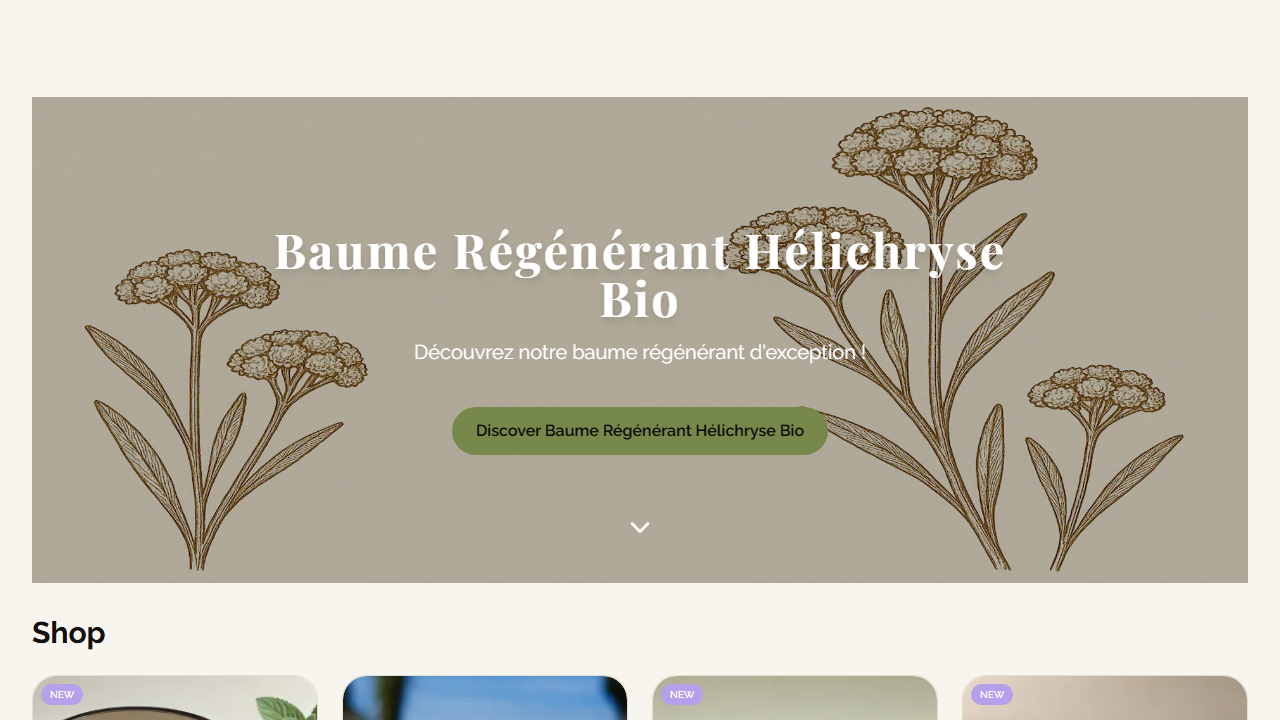 Baume Régénérant Hélichryse
Bio
Découvrez notre baume régénérant d'exception !
Discover Baume Régénérant Hélichryse Bio
Shop
NEW
NEW
NEW